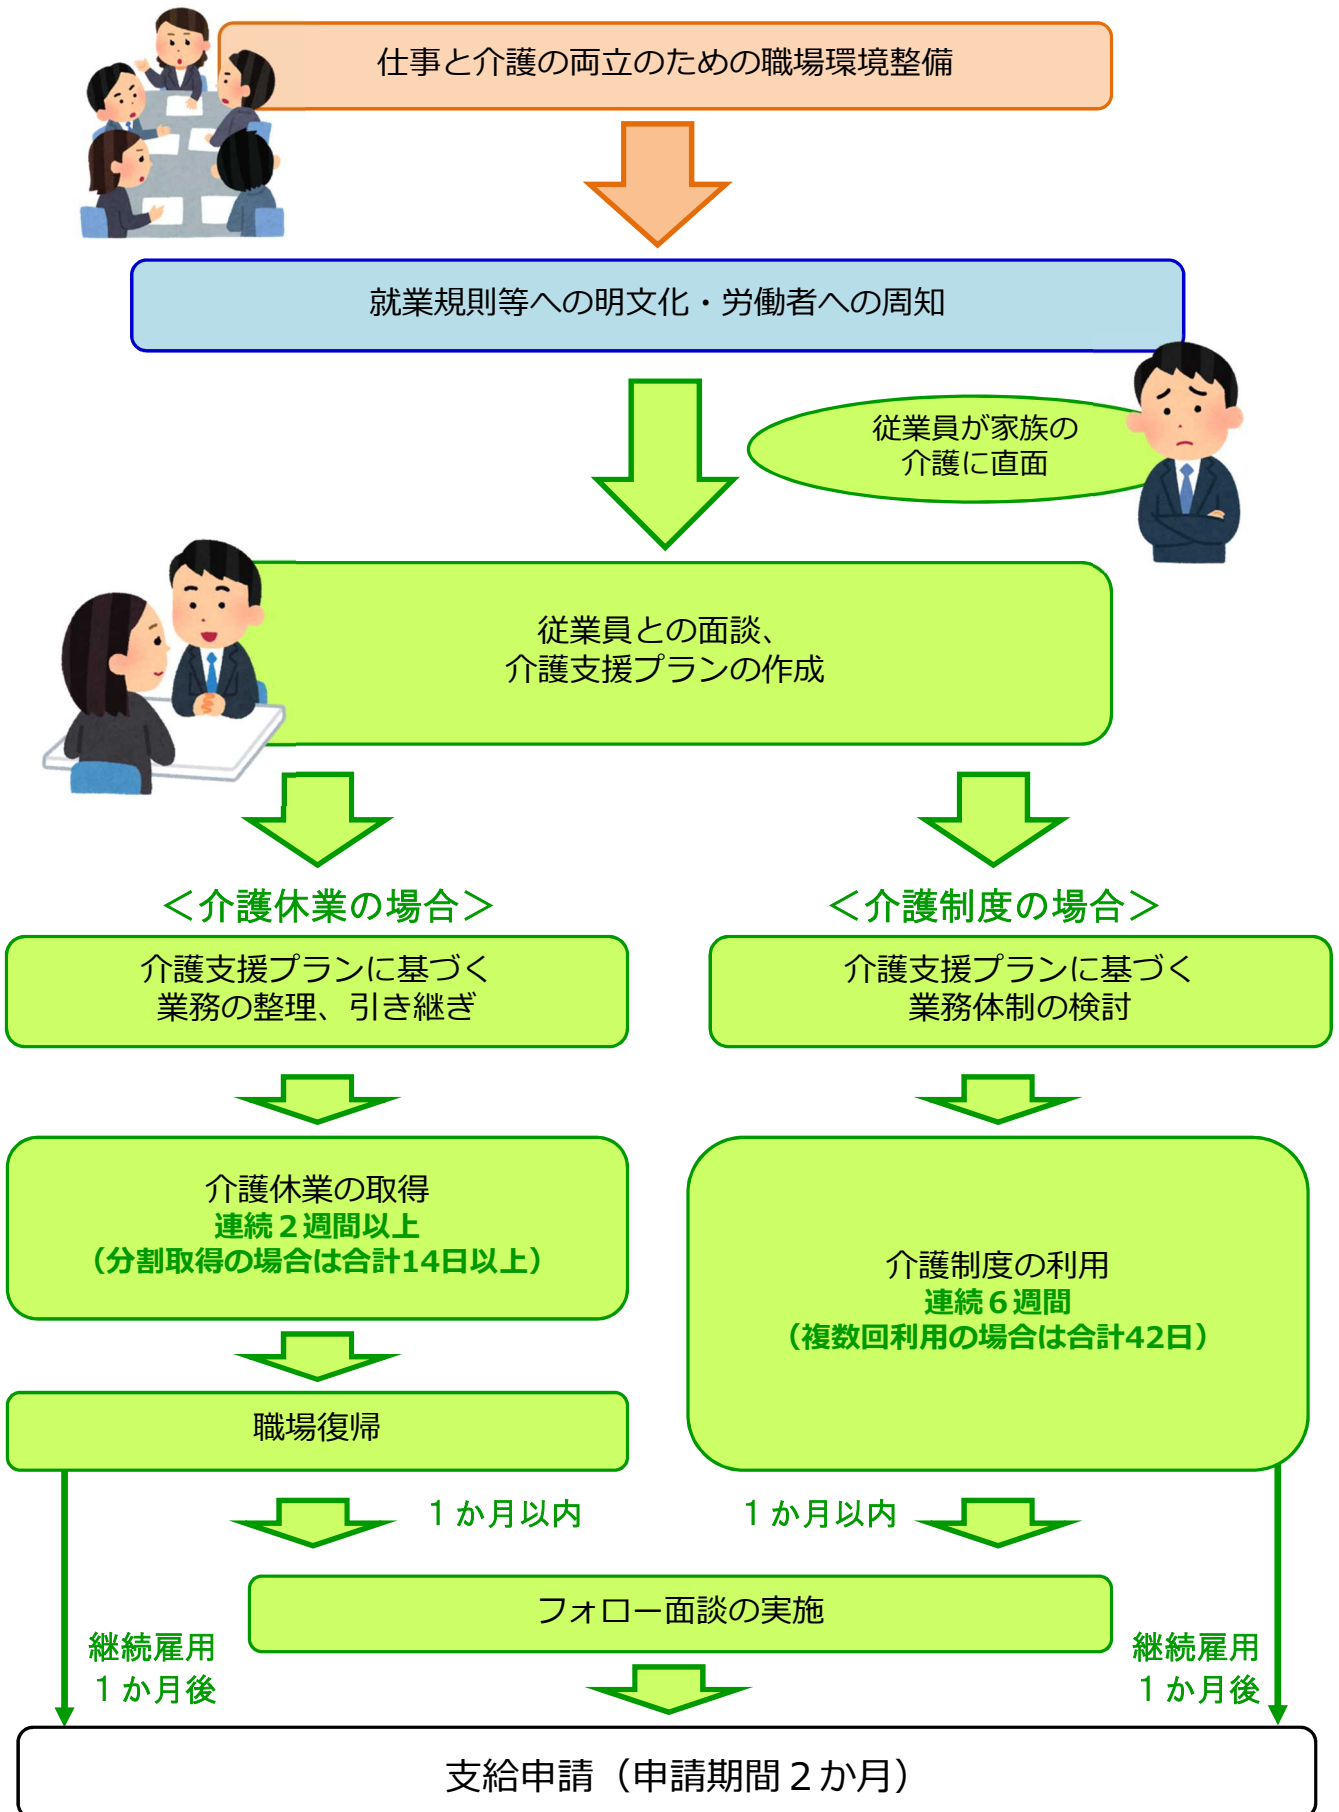 仕事と介護の両立のための職場環境整備
就業規則等への明文化・労働者への周知
従業員が家族の
介護に直面
従業員との面談、
介護支援プランの作成
＜介護休業の場合＞
介護支援プランに基づく
業務の整理、引き継ぎ
介護休業の取得
連続２週間以上
（分割取得の場合は合計14日以上）
職場復帰
１か月以内
継続雇用
１か月後
＜介護制度の場合＞
介護支援プランに基づく
業務体制の検討
介護制度の利用
連続６週間
（複数回利用の場合は合計42日）
１か月以内
継続雇用
１か月後
フォロー面談の実施
支給申請（申請期間２か月）